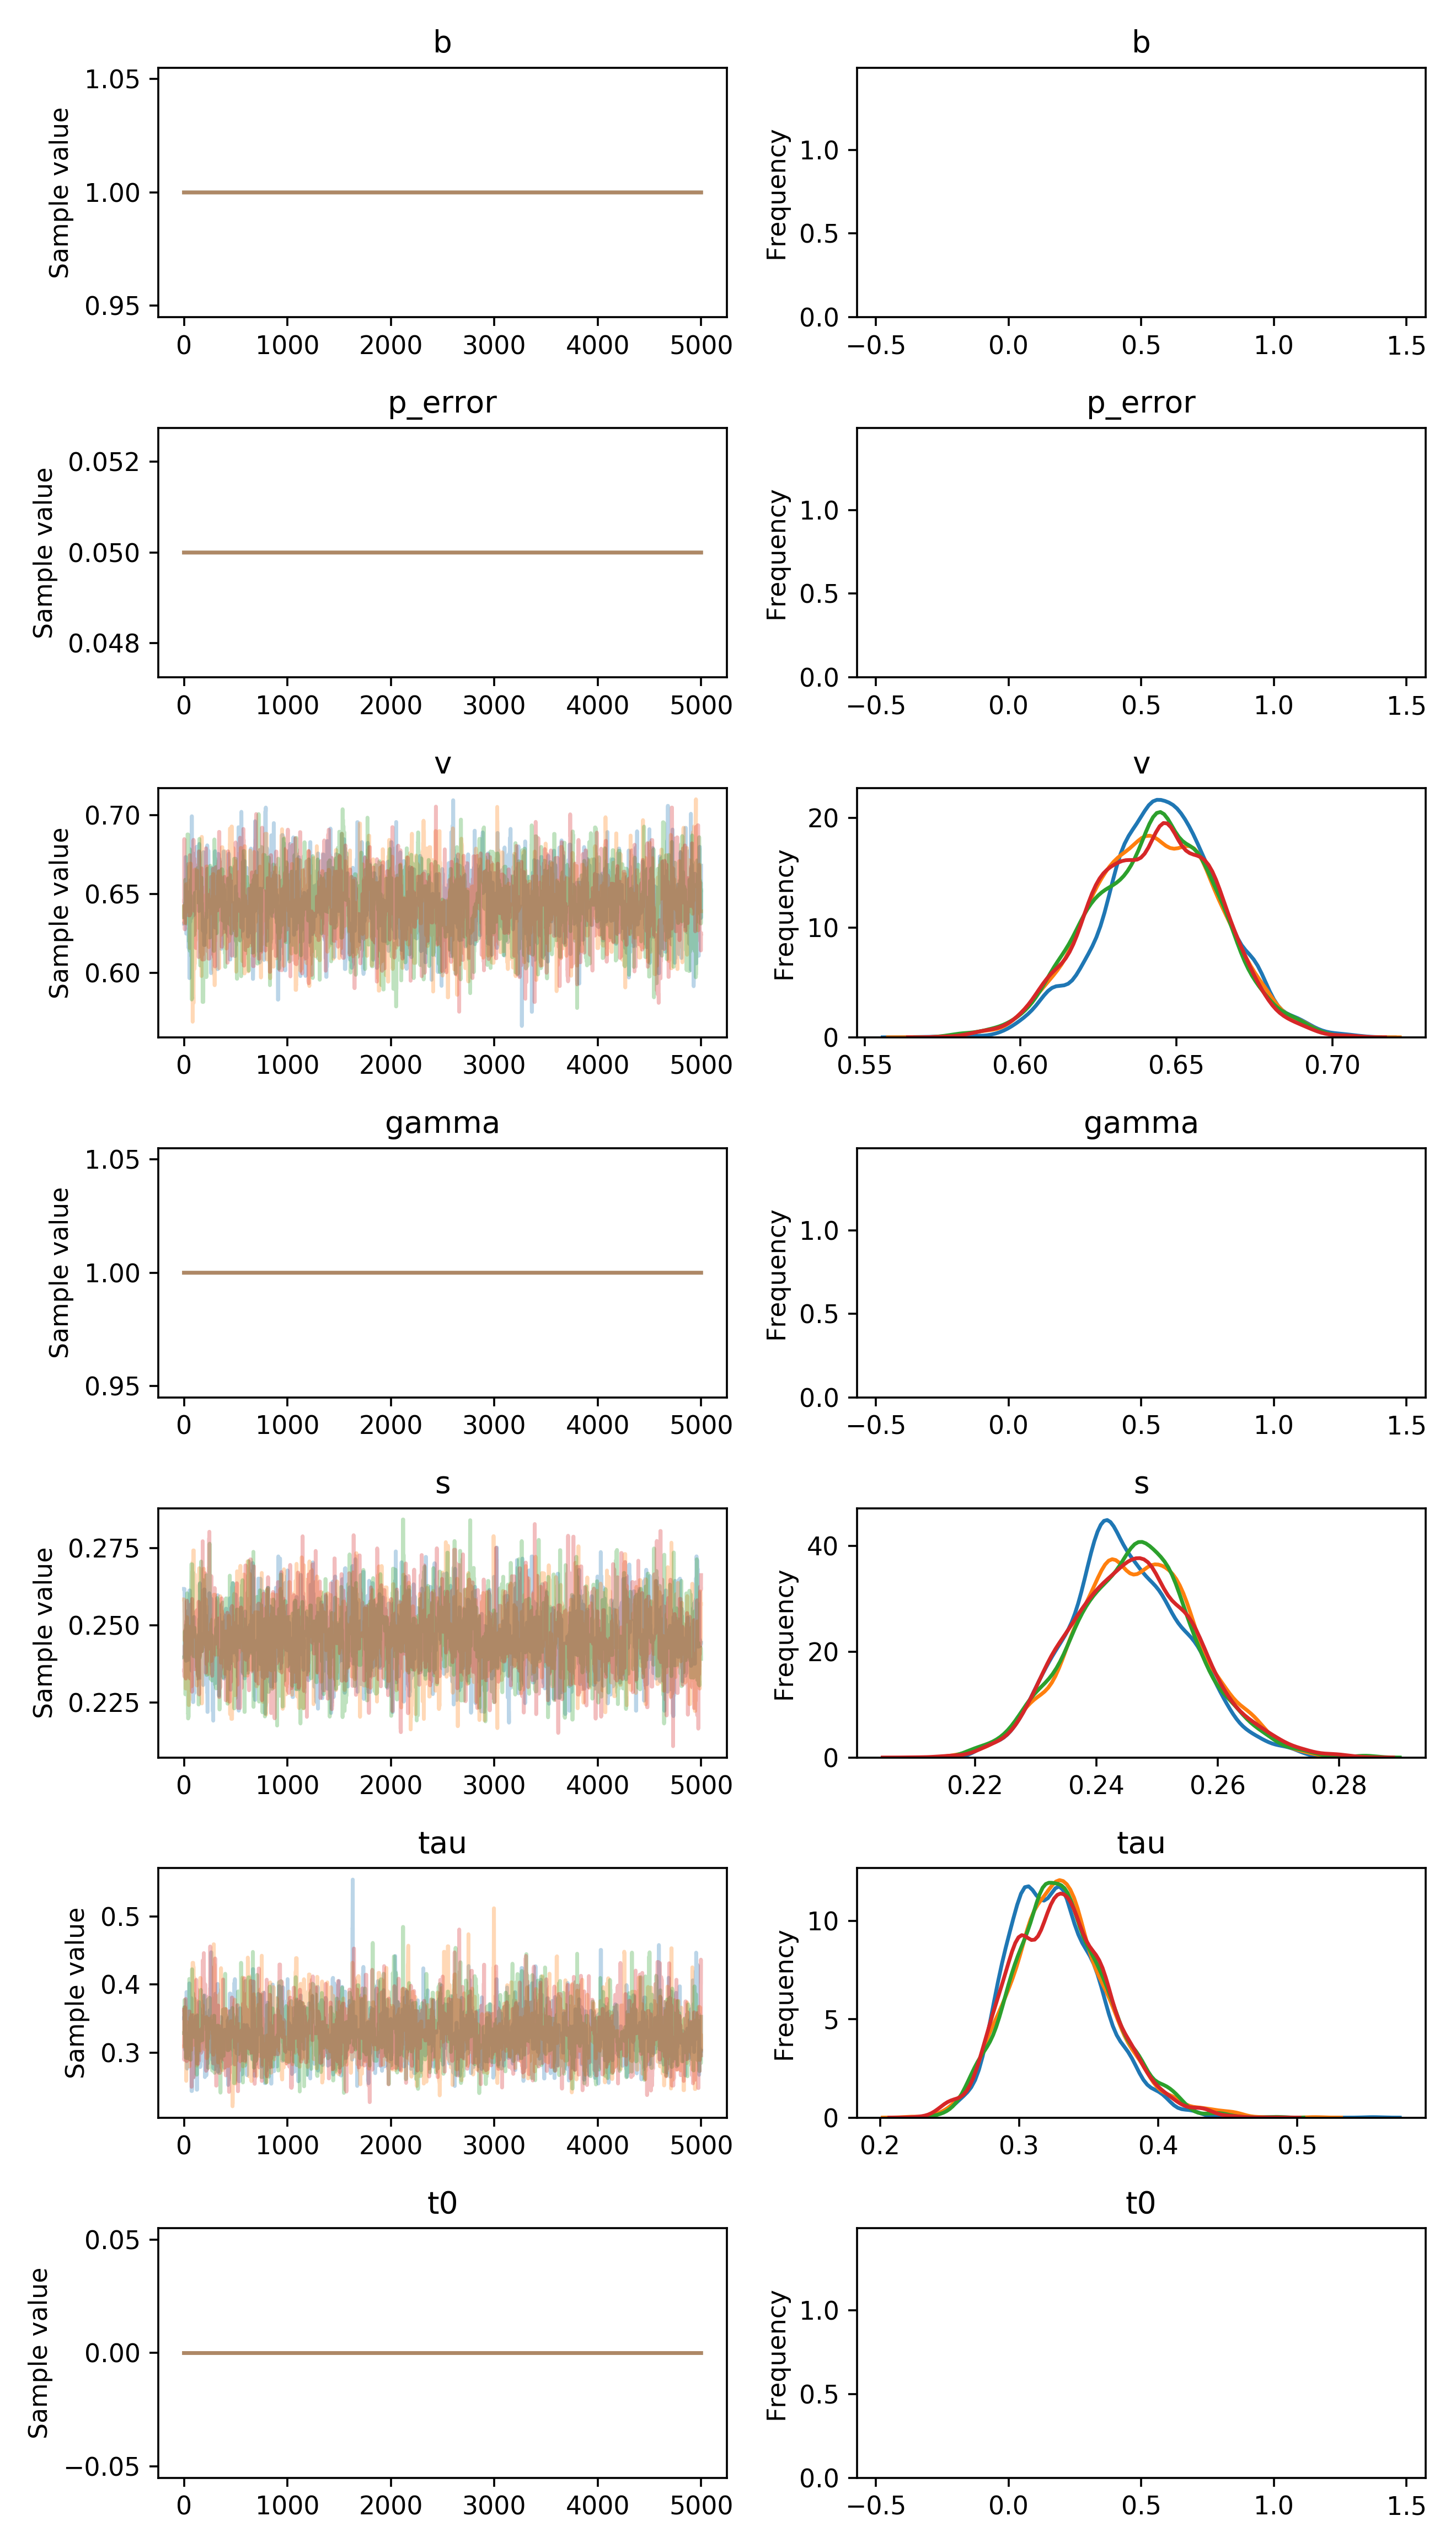 b
b
Sample value
1.05
1.00
0.95
0 1000 2000 3000 4000 5000
Frequency
1.0
0.5
0.0
−0.5 0.0 0.5 1.0 1.5
p_error
p_error
Sample value
0.052
0.050
0.048
0 1000 2000 3000 4000 5000
Frequency
1.0
0.5
0.0
−0.5 0.0 0.5 1.0 1.5
v
v
Sample value
0.70
0.65
0.60
0 1000 2000 3000 4000 5000
Frequency
20
10
0
0.55 0.60 0.65 0.70
gamma
gamma
Sample value
1.05
1.00
0.95
0 1000 2000 3000 4000 5000
Frequency
1.0
0.5
0.0
−0.5 0.0 0.5 1.0 1.5
s
s
Sample value
0.275
0.250
0.225
0 1000 2000 3000 4000 5000
Frequency
40
20
0
0.22 0.24 0.26 0.28
tau
tau
Sample value
0.5
0.4
0.3
0 1000 2000 3000 4000 5000
Frequency
10
5
0
0.2 0.3 0.4 0.5
t0
t0
Sample value
0.05
0.00
−0.05
0 1000 2000 3000 4000 5000
Frequency
1.0
0.5
0.0
−0.5 0.0 0.5 1.0 1.5